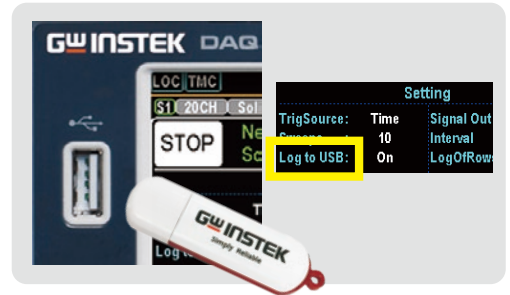 GW INSTEK DAQ
LOC TMC
S1 20CH Sol
STOP
Ne
Sc
GW INSTEK
Simply Reliable
Log
Setting
TrigSource: Time Signal Out
Sweeps : 10 Interval
Log to USB: On LogOfRows